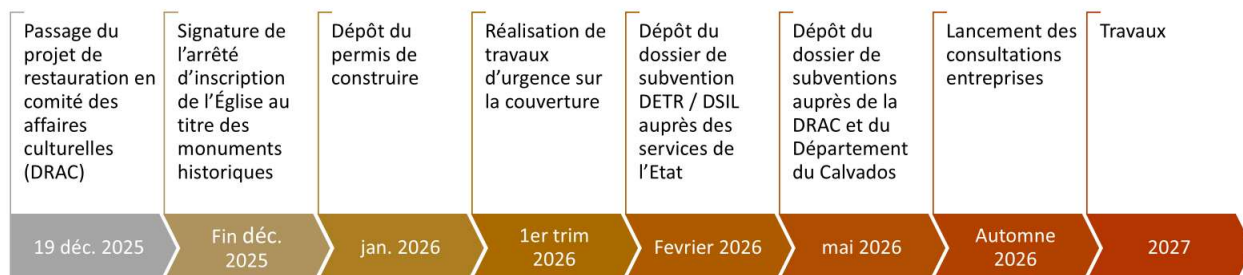 Passage du
projet de
restauration en
comité des
affaires
culturelles
(DRAC)
19 déc. 2025
Signature de
l’arrêté
d’inscription
de l’Église au
titre des
monuments
historiques
Fin déc.
2025
Dépôt du
permis de
construire
jan. 2026
Réalisation de
travaux
d’urgence sur
la couverture
1er trim
2026
Dépôt du
dossier de
subvention
DETR / DSIL
auprès des
services de
l’Etat
Fevrier 2026
Dépôt du
dossier de
subventions
auprès de la
DRAC et du
Département
du Calvados
mai 2026
Lancement des
consultations
entreprises
Automne
2026
Travaux
2027